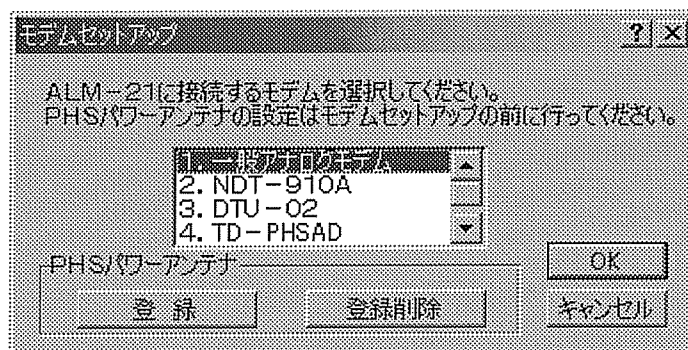 モデムセットアップ
? ×
ALM-21に接続するモデムを選択してください。
PHSパワーアンテナの設定はモデムセットアップの前に行ってください。
1. 一般アナログモデム
2. NDT-910A
3. DTU-02
4. TD-PHSAD
PHSパワーアンテナ
登 録
登録削除
OK
キャンセル